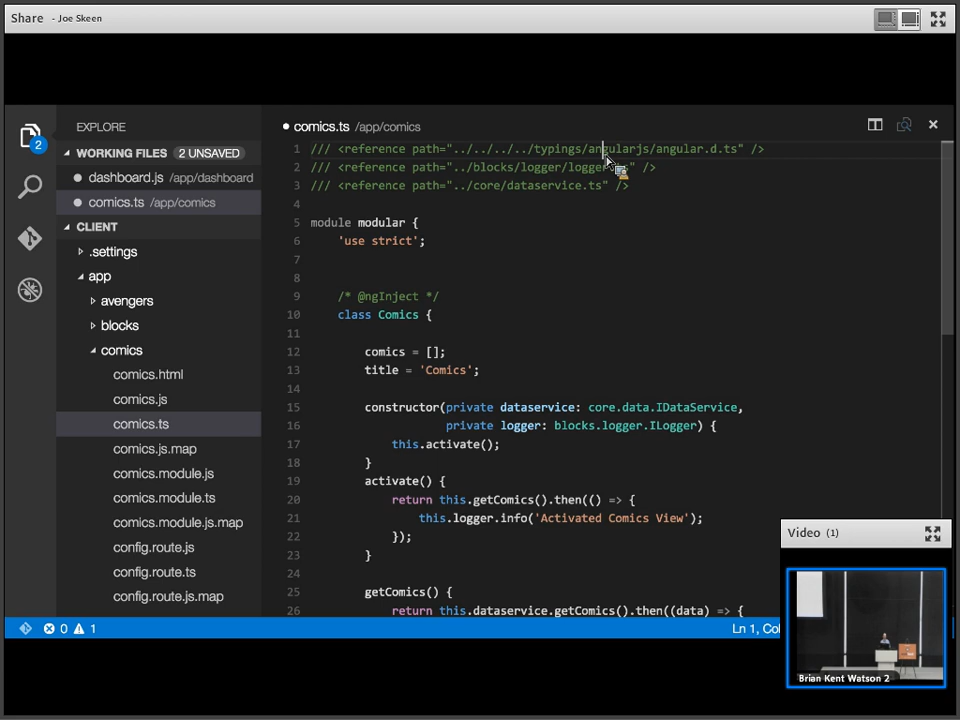 Share - Joe Skeen
2
EXPLORE
WORKING FILES 2 UNSAVED
dashboard.js /app/dashboard
comics.ts /app/comics
CLIENT
.settings
app
avengers
blocks
comics
comics.html
comics.js
comics.ts
comics.js.map
comics.module.js
comics.module.ts
comics.module.js.map
config.route.js
config.route.ts
config.route.js.map
comics.ts /app/comics
1 /// <reference path="../../../../typings/angularjs/angular.d.ts" />
2 /// <reference path="../blocks/logger/logger" />
3 /// <reference path="../core/dataservice.ts" />
4
5 module modular {
6 'use strict';
7
8
9 /* @ngInject */
10 class Comics {
11
12 comics = [];
13 title = 'Comics';
14
15 constructor(private dataservice: core.data.IDataService,
16 private logger: blocks.logger.ILogger) {
17 this.activate();
18 }
19 activate() {
20 return this.getComics().then(() => {
21 this.logger.info('Activated Comics View');
22 });
23 }
24
25 getComics() {
26 return this.dataservice.getComics().then((data) => {
0 1
Ln 1, Col
Video (1)
Brian Kent Watson 2